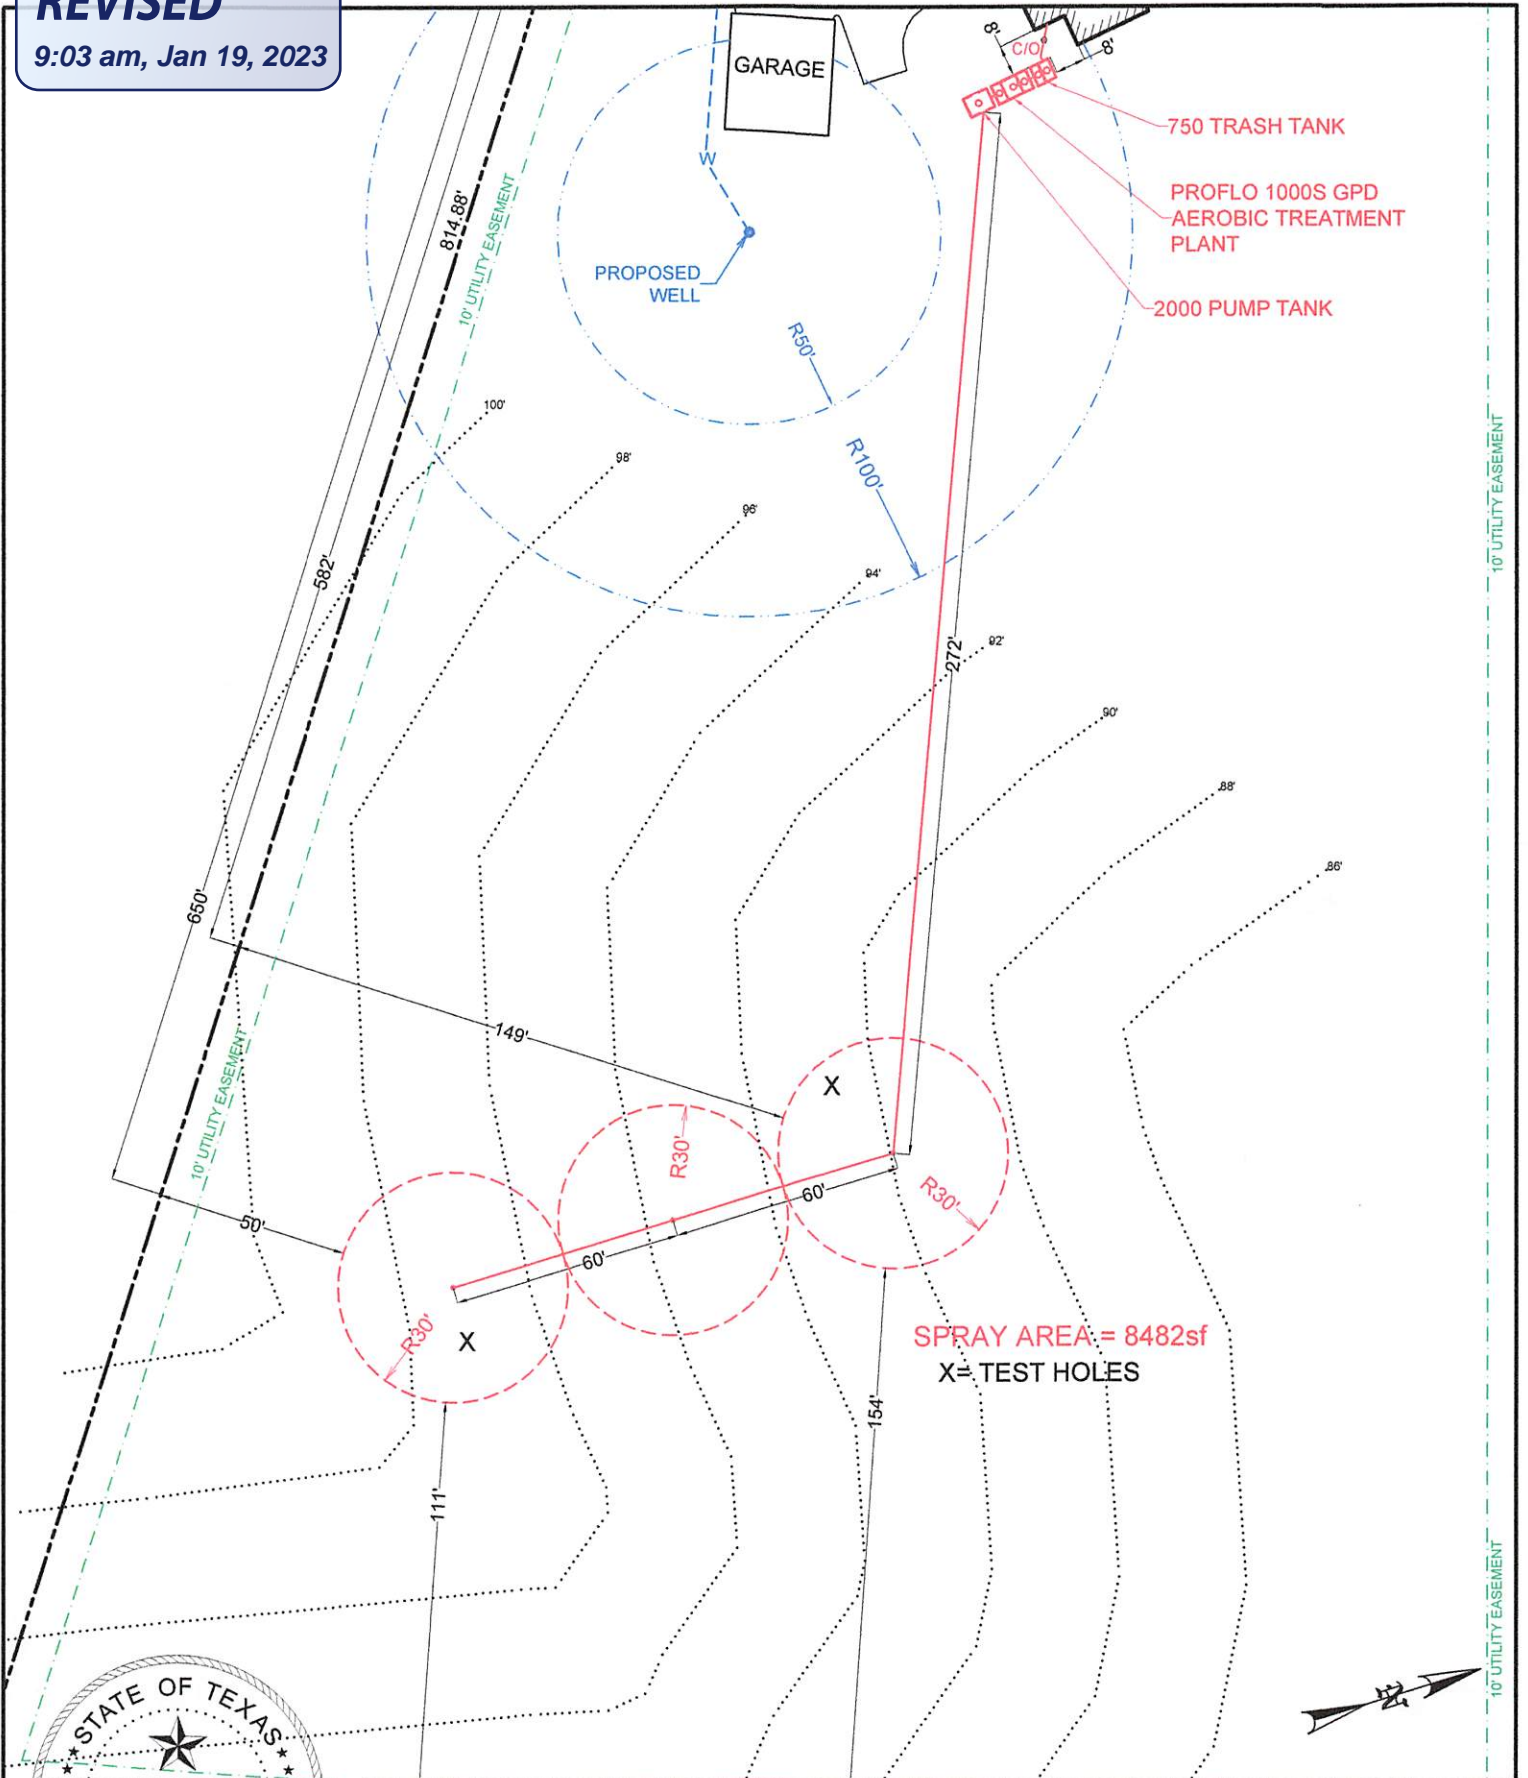 REVISED
9:03 am, Jan 19, 2023
GARAGE
8'
C/O
8'
750 TRASH TANK
PROFLO 1000S GPD
AEROBIC TREATMENT
PLANT
2000 PUMP TANK
W
PROPOSED
WELL
814.88'
10' UTILITY EASEMENT
R50'
R100'
100'
98'
96'
94'
92'
90'
88'
86'
10' UTILITY EASEMENT
582'
272'
650'
149'
10' UTILITY EASEMENT
X
R30'
60'
R30'
50'
60'
R30'
X
SPRAY AREA = 8482sf
X= TEST HOLES
154'
111'
10' UTILITY EASEMENT
N
STATE OF TEXAS